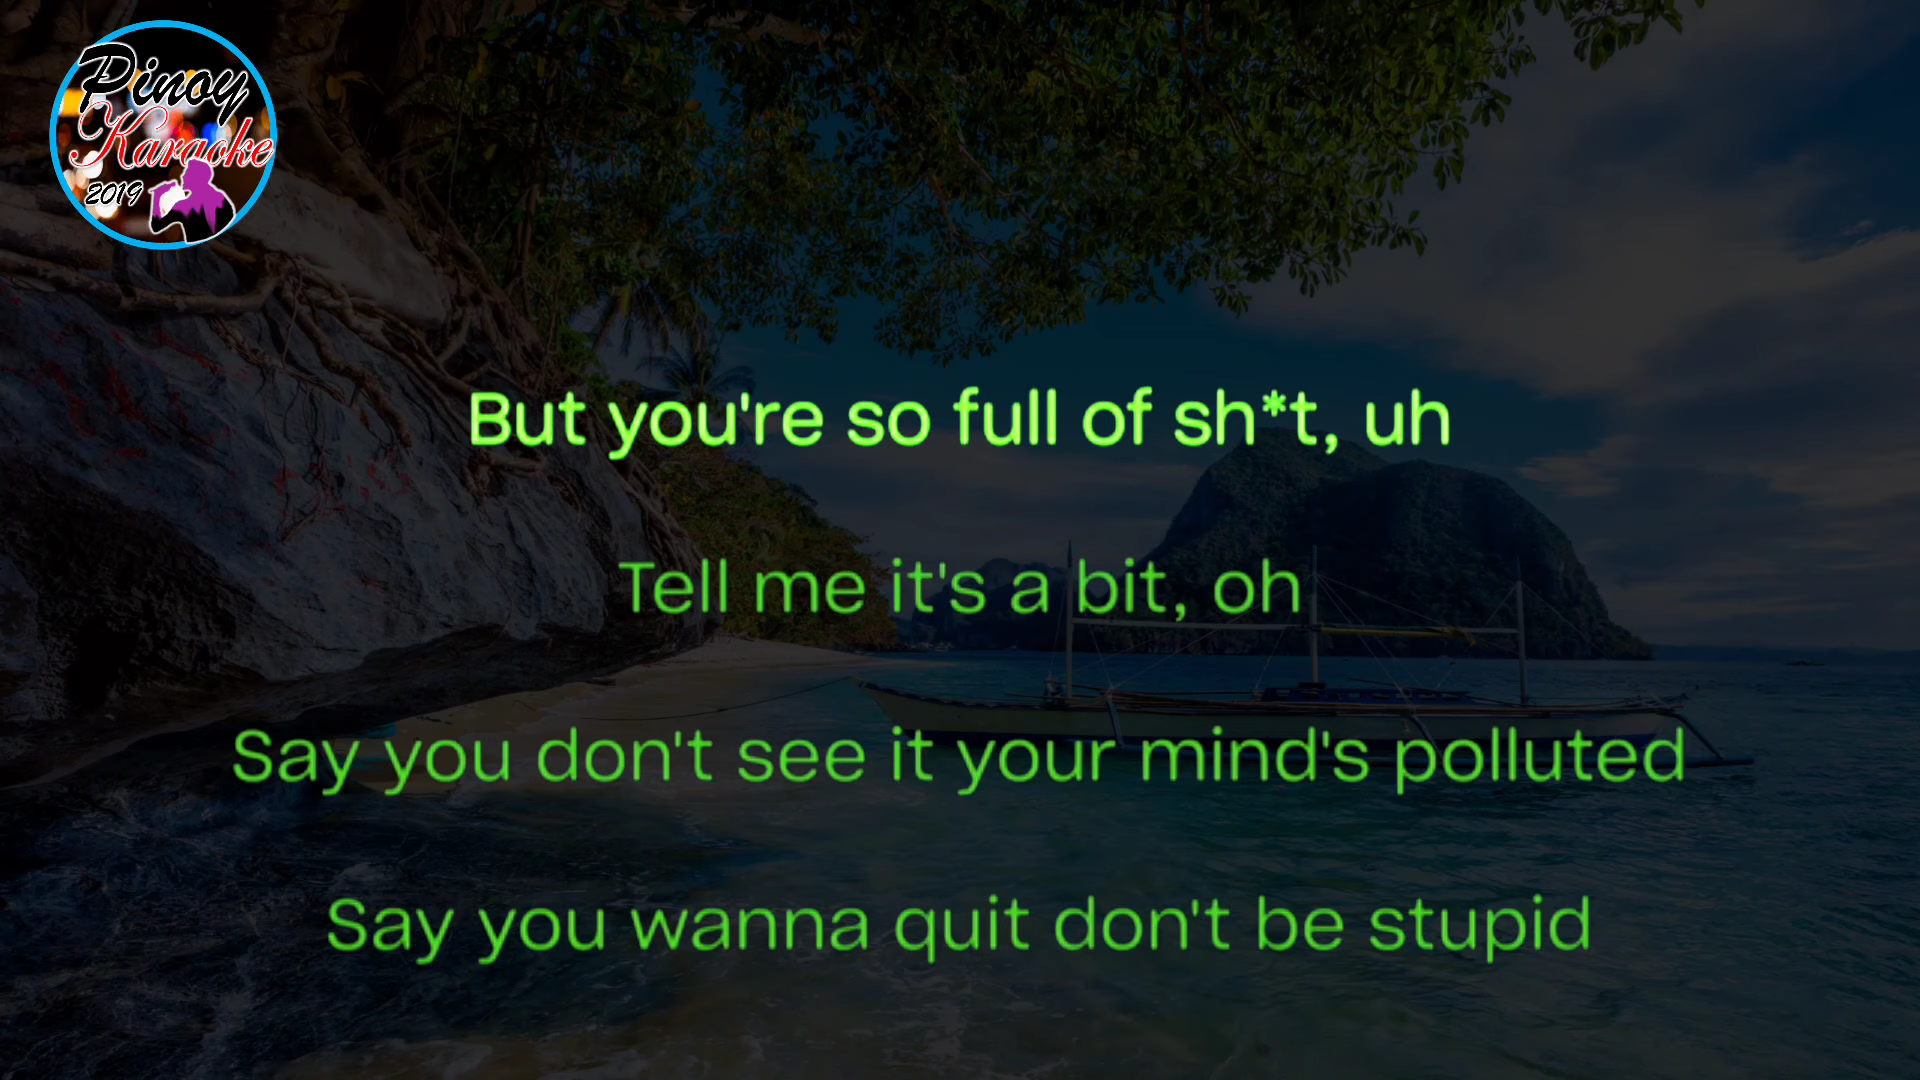 Pinoy
Karaoke
2019
But you're so full of sh*t, uh
Tell me it's a bit, oh
Say you don't see it your mind's polluted
Say you wanna quit don't be stupid